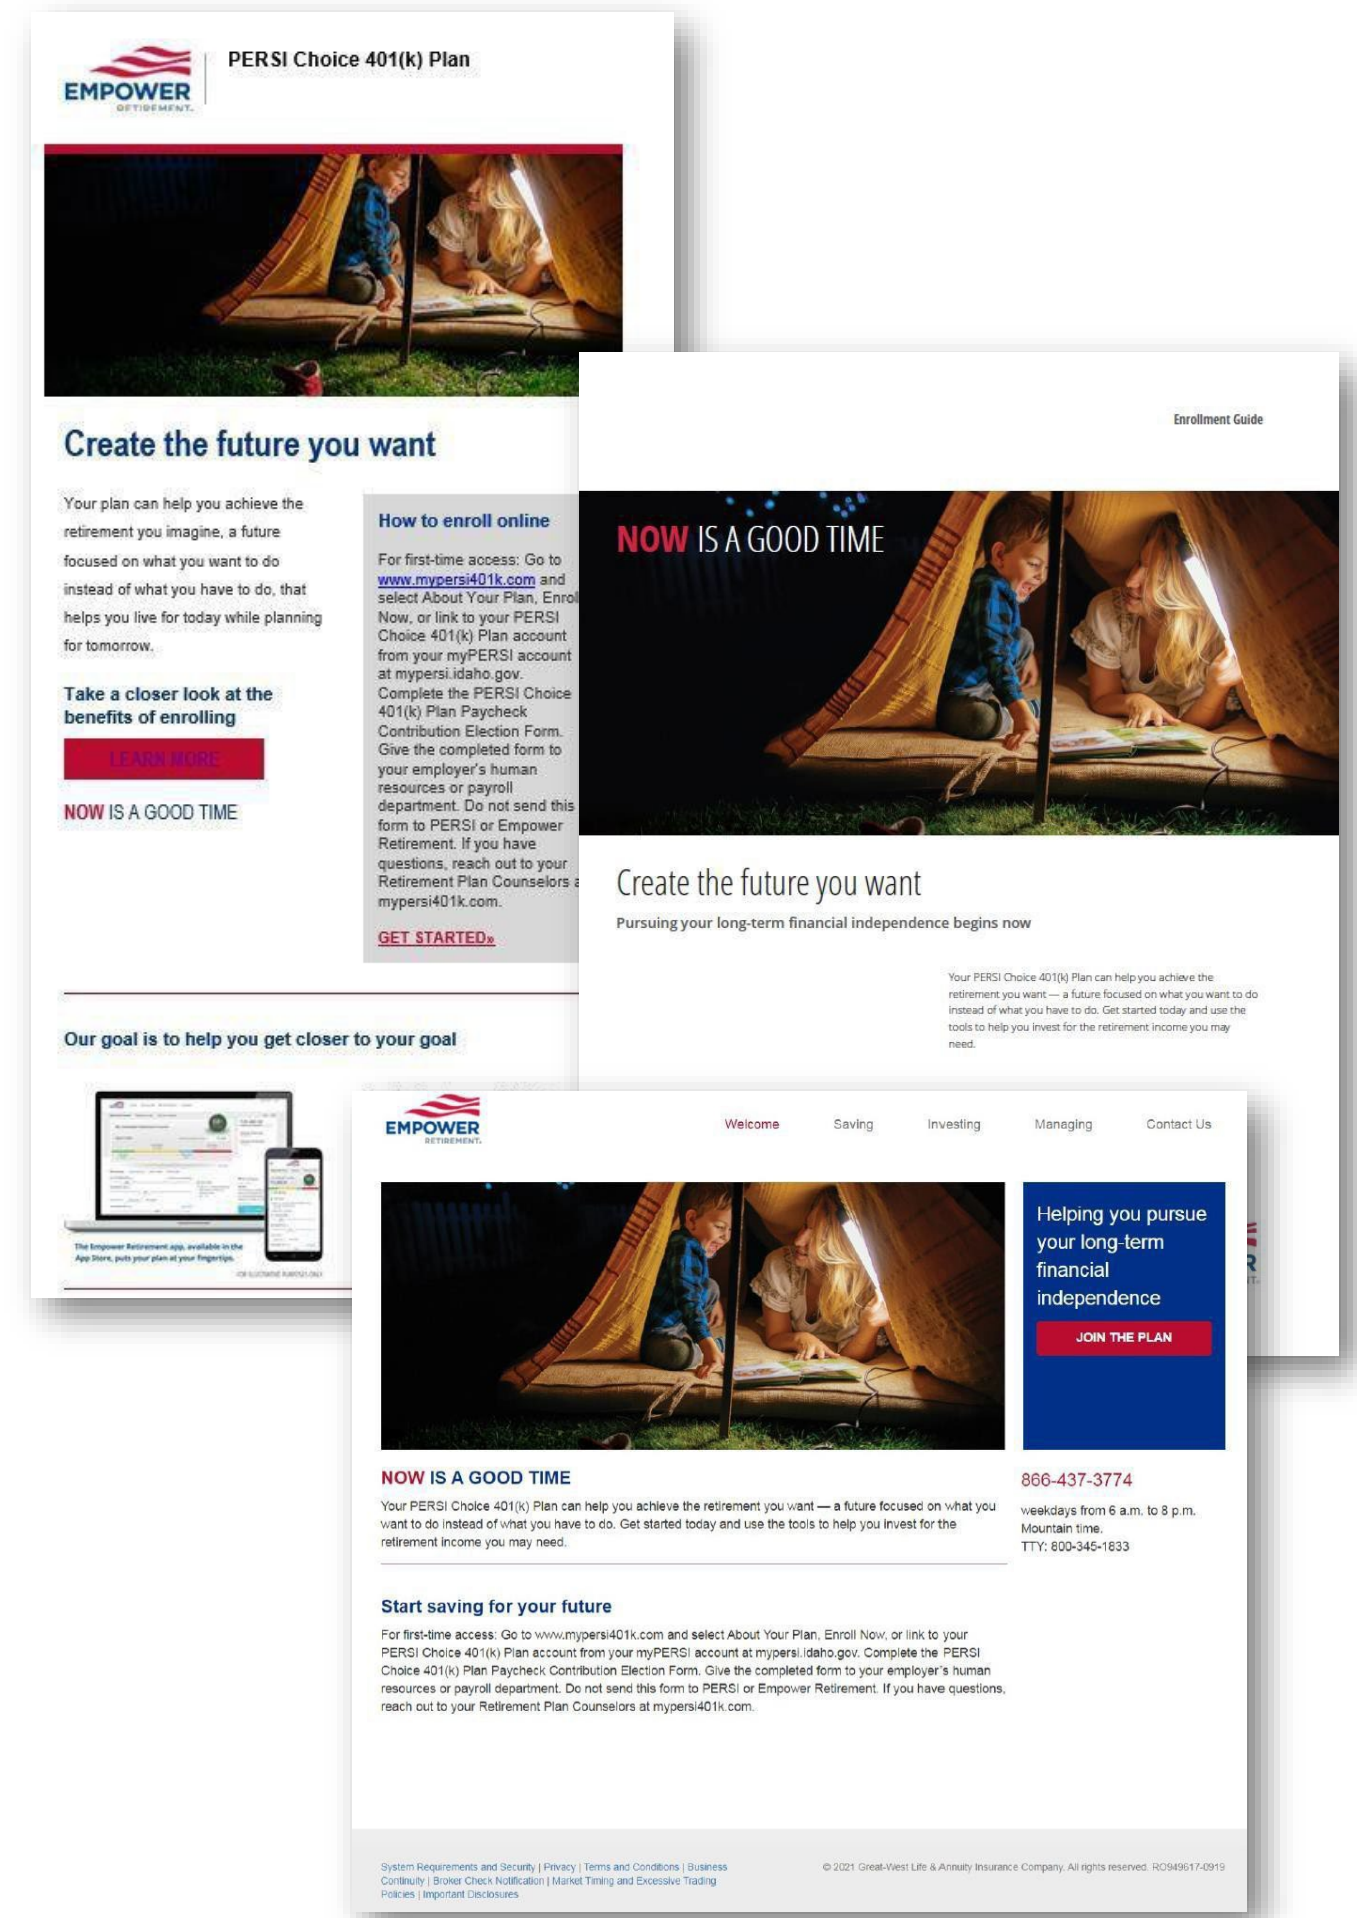 EMPOWER
RETIREMENT.
PERSI Choice 401(k) Plan
Create the future you want
Your plan can help you achieve the
retirement you imagine, a future
focused on what you want to do
instead of what you have to do, that
helps you live for today while planning
for tomorrow.
Take a closer look at the
benefits of enrolling
LEARN MORE
NOW IS A GOOD TIME
How to enroll online
For first-time access: Go to
www.mypersi401k.com and
select About Your Plan, Enrol
Now, or link to your PERSI
Choice 401(k) Plan account
from your myPERSI account
at mypersi.idaho.gov.
Complete the PERSI Choice
401(k) Plan Paycheck
Contribution Election Form.
Give the completed form to
your employer's human
resources or payroll
department. Do not send this
form to PERSI or Empower
Retirement. If you have
questions, reach out to your
Retirement Plan Counselors a
mypersi401k.com.
GET STARTED»
Our goal is to help you get closer to your goal
The Empower Retirement app, available in the
App Store, puts your plan at your fingertips.
FOR ILLUSTRATIVE PURPOSES ONLY
Enrollment Guide
NOW IS A GOOD TIME
Create the future you want
Pursuing your long-term financial independence begins now
Your PERSI Choice 401(k) Plan can help you achieve the
retirement you want — a future focused on what you want to do
instead of what you have to do. Get started today and use the
tools to help you invest for the retirement income you may
need.
EMPOWER
RETIREMENT.
Welcome Saving Investing Managing Contact Us
Helping you pursue
your long-term
financial
independence
JOIN THE PLAN
NOW IS A GOOD TIME
Your PERSI Choice 401(k) Plan can help you achieve the retirement you want — a future focused on what you
want to do instead of what you have to do. Get started today and use the tools to help you invest for the
retirement income you may need.
866-437-3774
weekdays from 6 a.m. to 8 p.m.
Mountain time.
TTY: 800-345-1833
Start saving for your future
For first-time access: Go to www.mypersi401k.com and select About Your Plan, Enroll Now, or link to your
PERSI Choice 401(k) Plan account from your myPERSI account at mypersi.idaho.gov. Complete the PERSI
Choice 401(k) Plan Paycheck Contribution Election Form. Give the completed form to your employer's human
resources or payroll department. Do not send this form to PERSI or Empower Retirement. If you have questions,
reach out to your Retirement Plan Counselors at mypersi401k.com.
System Requirements and Security | Privacy | Terms and Conditions | Business
Continuity | Broker Check Notification | Market Timing and Excessive Trading
Policies | Important Disclosures
© 2021 Great-West Life & Annuity Insurance Company. All rights reserved. RO949617-0919